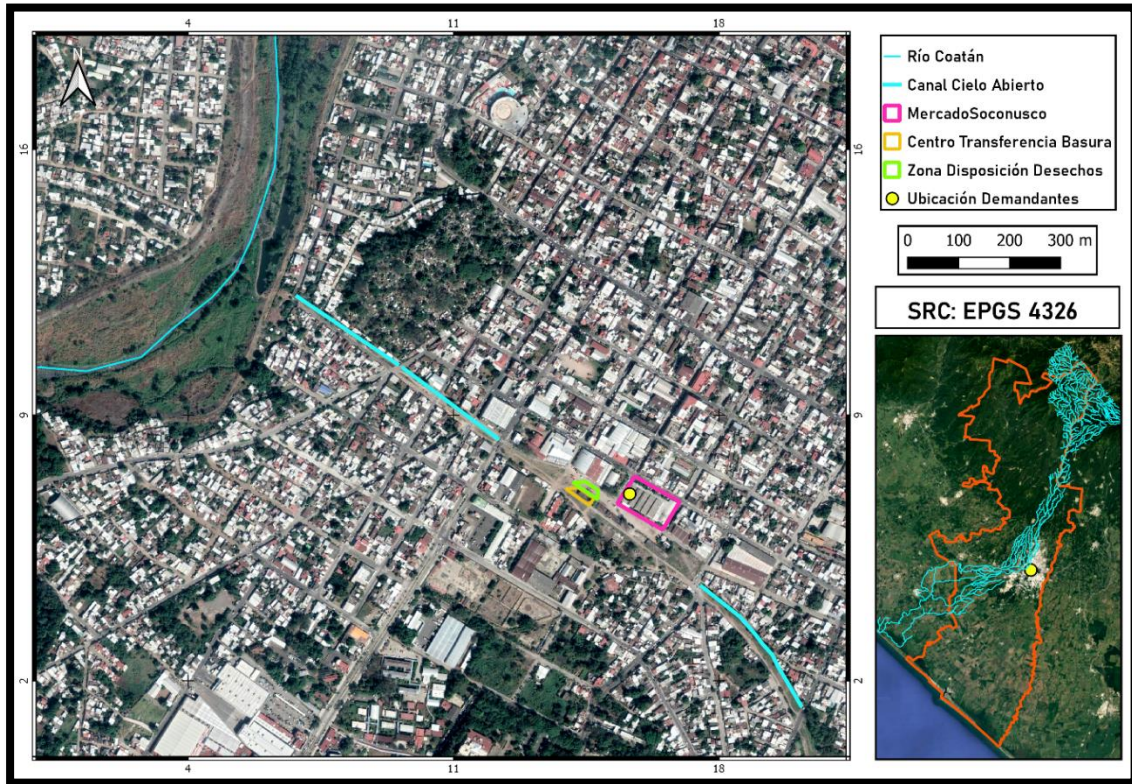 4 11 18
N
16 16
9 9
2 2
4 11 18
Río Coatán
Canal Cielo Abierto
MercadoSoconusco
Centro Transferencia Basura
Zona Disposición Desechos
Ubicación Demandantes
0 100 200 300 m
SRC: EPGS 4326